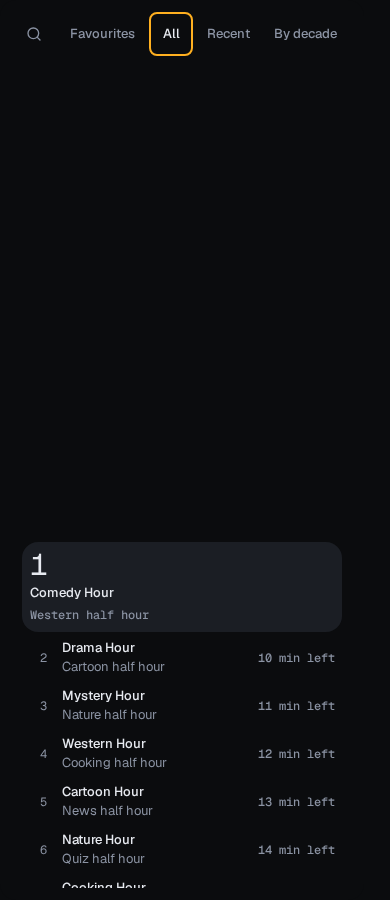 Favourites All Recent By decade
1
Comedy Hour
Western half hour
2 Drama Hour 10 min left
Cartoon half hour
3 Mystery Hour 11 min left
Nature half hour
4 Western Hour 12 min left
Cooking half hour
5 Cartoon Hour 13 min left
News half hour
6 Nature Hour 14 min left
Quiz half hour
Cooking Hour